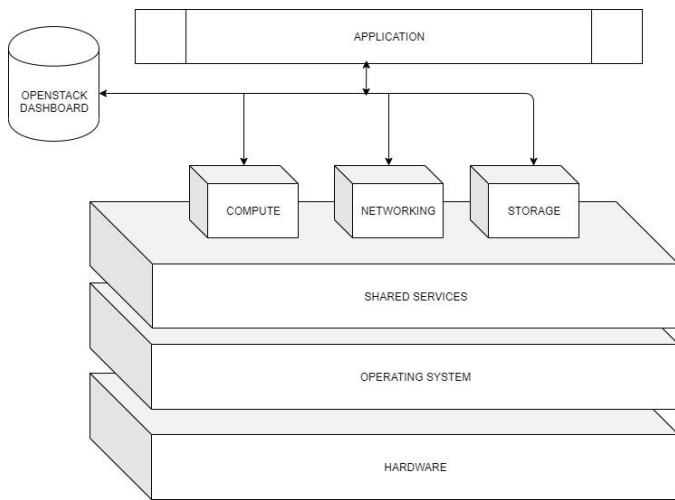 APPLICATION
OPENSTACK
DASHBOARD
COMPUTE
NETWORKING
STORAGE
SHARED SERVICES
OPERATING SYSTEM
HARDWARE